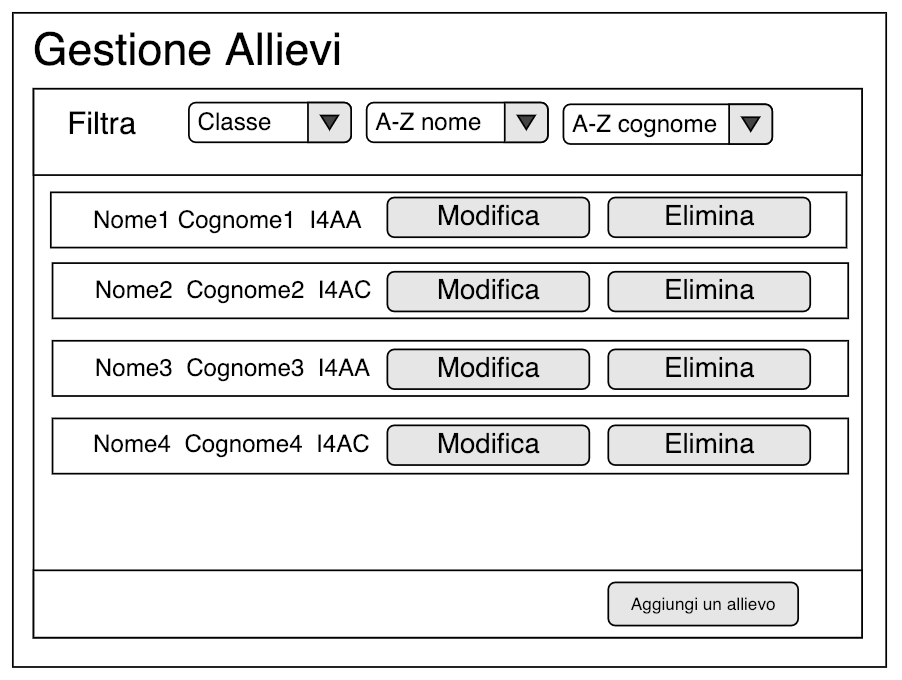 Gestione Allievi
Filtra Classe A-Z nome A-Z cognome
Nome1 Cognome1 I4AA Modifica Elimina
Nome2 Cognome2 I4AC Modifica Elimina
Nome3 Cognome3 I4AA Modifica Elimina
Nome4 Cognome4 I4AC Modifica Elimina
Aggiungi un allievo